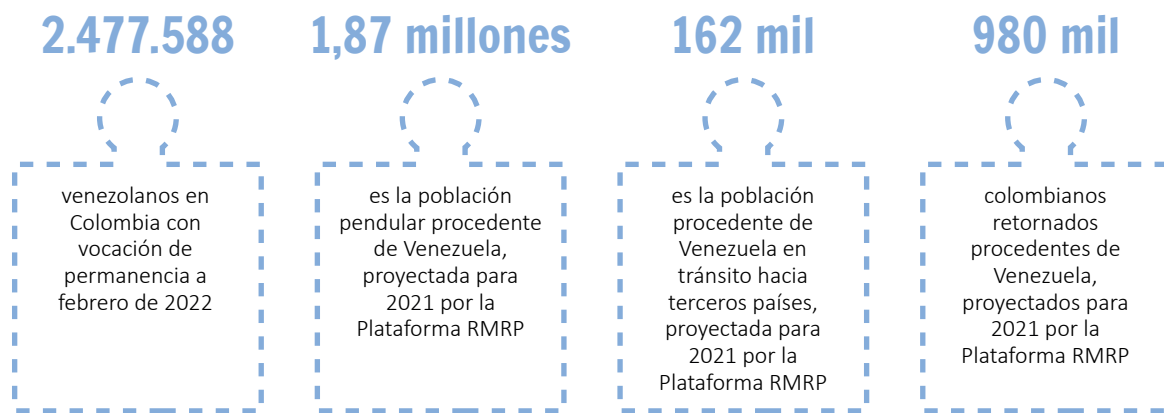 2.477.588
venezolanos en
Colombia con
vocación de
permanencia a
febrero de 2022
1,87 millones
es la población
pendular procedente
de Venezuela,
proyectada para
2021 por la
Plataforma RMRP
162 mil
es la población
procedente de
Venezuela en
tránsito hacia
terceros países,
proyectada para
2021 por la
Plataforma RMRP
980 mil
colombianos
retornados
procedentes de
Venezuela,
proyectados para
2021 por la
Plataforma RMRP